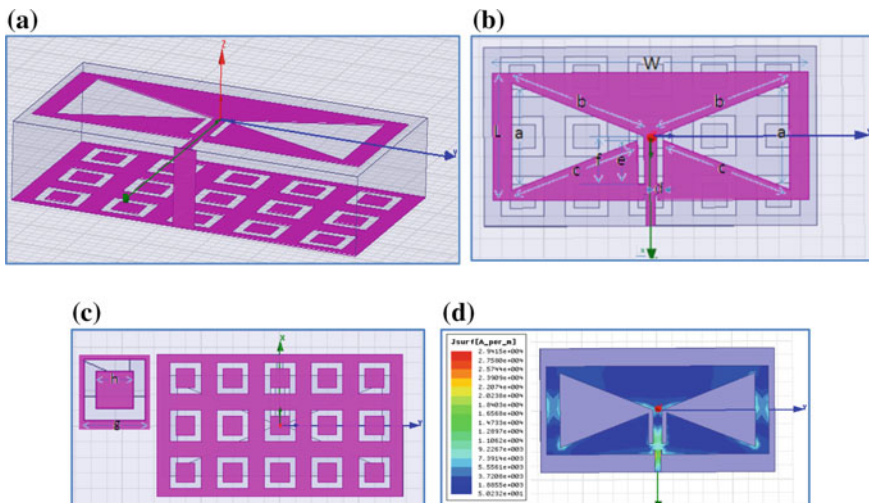 (a)
Z
y
(b)
W
b
b
L
a
a
f
e
c
c
x
(c)
X
n
g
y
(d)
Jsurf[A_per_m]
2.9415e+004
2.7580e+004
2.5744e+004
2.3909e+004
2.2074e+004
2.0238e+004
1.8403e+004
1.6568e+004
1.4733e+004
1.2897e+004
1.1062e+004
9.2267e+003
7.3914e+003
5.5561e+003
3.7208e+003
1.8855e+003
5.0232e+001